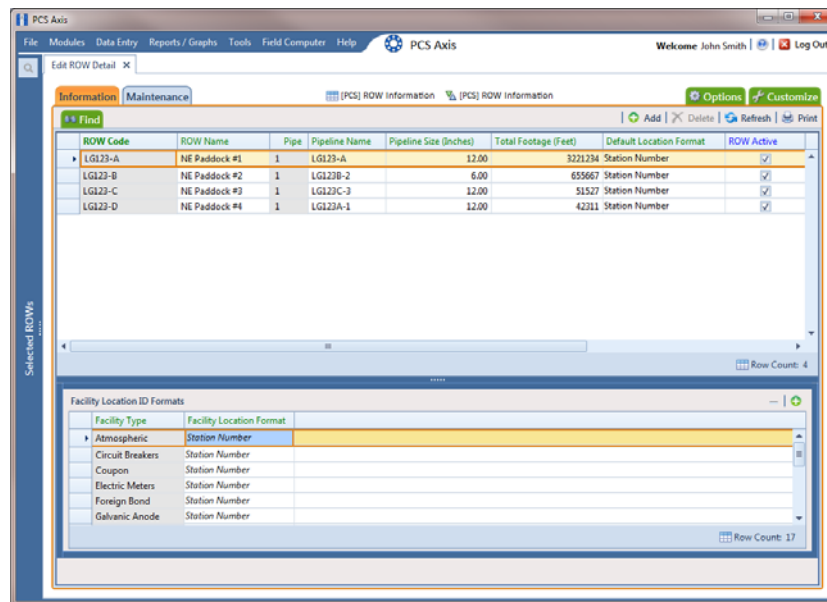 PCS Axis
File Modules Data Entry Reports / Graphs Tools Field Computer Help PCS Axis Welcome John Smith | | Log Out
Edit ROW Detail ×
Information Maintenance [PCS] ROW Information [PCS] ROW Information Options Customize
Find | Add | Delete | Refresh | Print
ROW Code ROW Name Pipe Pipeline Name Pipeline Size (Inches) Total Footage (Feet) Default Location Format ROW Active
LG123-A NE Paddock #1 1 LG123-A 12.00 3221234 Station Number
LG123-B NE Paddock #2 1 LG123B-2 6.00 655667 Station Number
LG123-C NE Paddock #3 1 LG123C-3 12.00 51527 Station Number
LG123-D NE Paddock #4 1 LG123A-1 12.00 42311 Station Number
Selected ROWs
Row Count: 4
Facility Location ID Formats
Facility Type Facility Location Format
Atmospheric Station Number
Circuit Breakers Station Number
Coupon Station Number
Electric Meters Station Number
Foreign Bond Station Number
Galvanic Anode Station Number
Row Count: 17